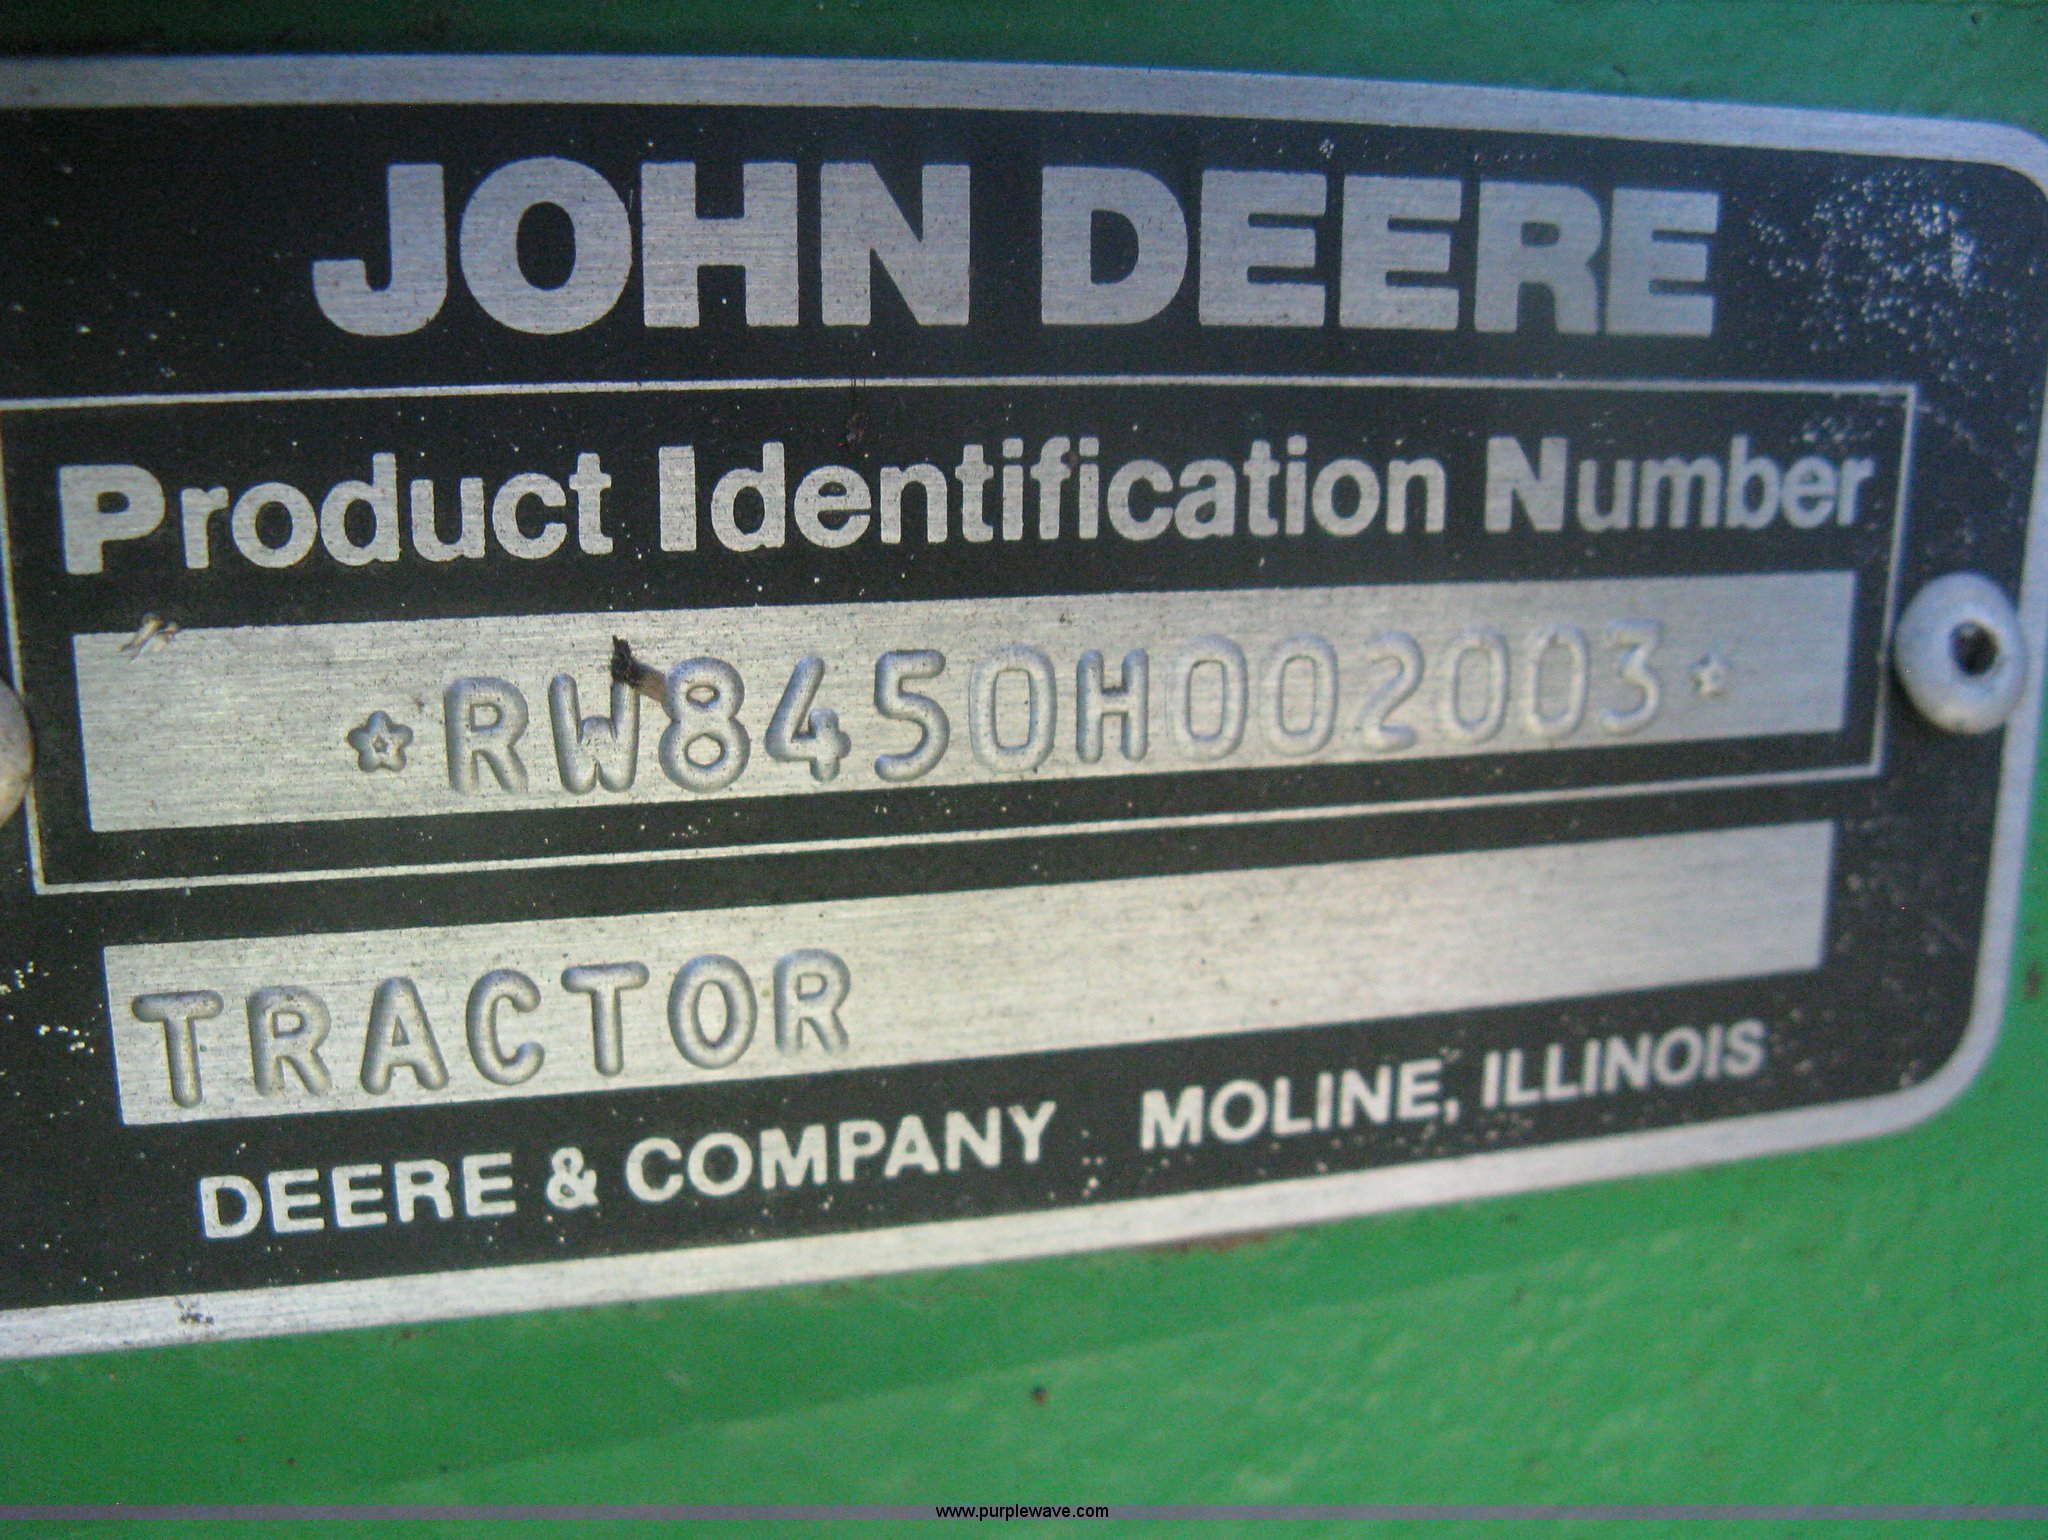 JOHN DEERE
Product Identification Number
*RW8450H002003*
TRACTOR
DEERE & COMPANY MOLINE, ILLINOIS
www.purplewave.com